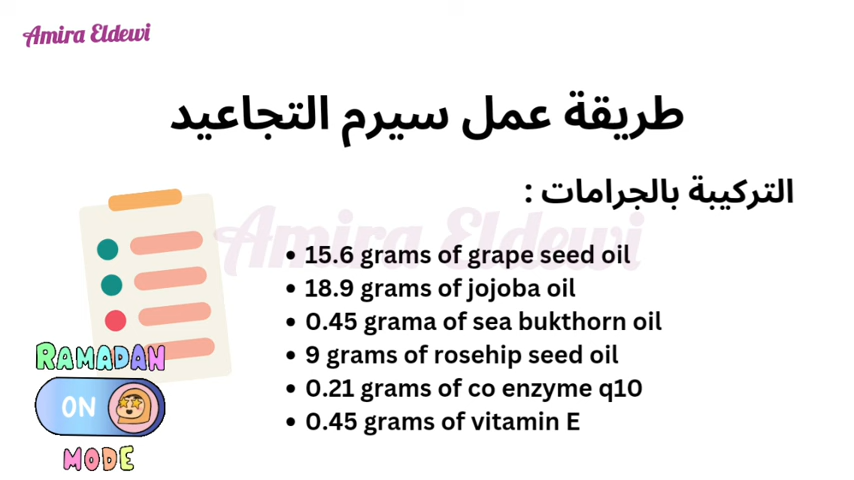 Amira Eldewi
طريقة عمل سيرم التجاعيد
التركيبة بالجرامات :
Amira Eldewi
• 15.6 grams of grape seed oil
• 18.9 grams of jojoba oil
• 0.45 grama of sea bukthorn oil
• 9 grams of rosehip seed oil
• 0.21 grams of co enzyme q10
• 0.45 grams of vitamin E
RAMADAN
ON
MODE